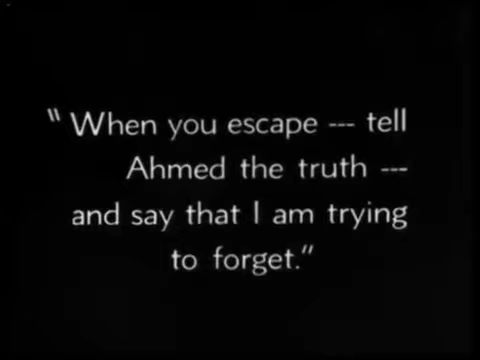 "When you escape --- tell
Ahmed the truth ---
and say that I am trying
to forget."